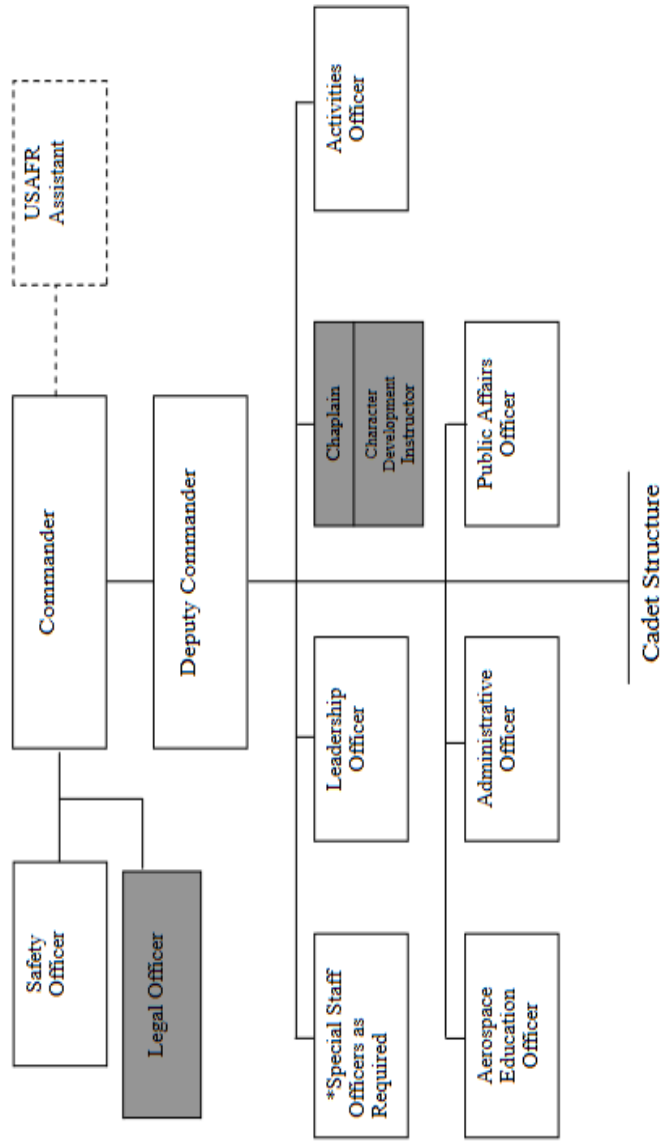 Safety
Officer
Legal Officer
Commander
USAFR
Assistant
Deputy Commander
*Special Staff
Officers as
Required
Leadership
Officer
Chaplain
Character
Development
Instructor
Activities
Officer
Aerospace
Education
Officer
Administrative
Officer
Public Affairs
Officer
Cadet Structure